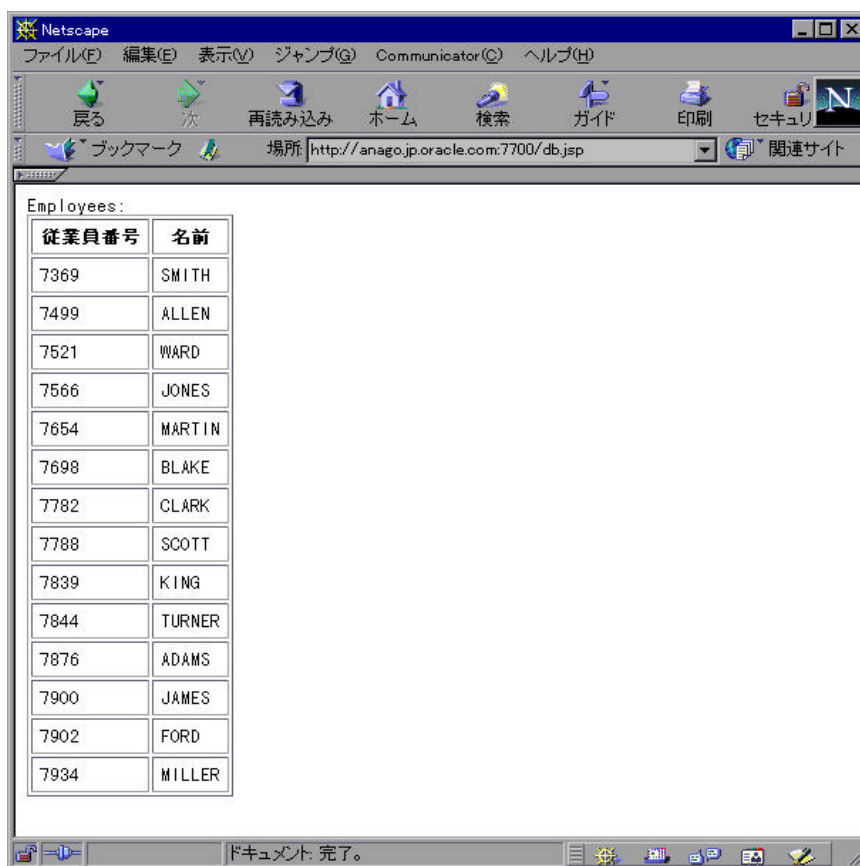 Netscape
ファイル(F) 編集(E) 表示(V) ジャンプ(G) Communicator(C) ヘルプ(H)
戻る 次 再読み込み ホーム 検索 ガイド 印刷 セキュリ N
ブックマーク 場所: http://anago.jp.oracle.com:7700/db.jsp 関連サイト
Employees:
従業員番号 名前
7369 SMITH
7499 ALLEN
7521 WARD
7566 JONES
7654 MARTIN
7698 BLAKE
7782 CLARK
7788 SCOTT
7839 KING
7844 TURNER
7876 ADAMS
7900 JAMES
7902 FORD
7934 MILLER
ドキュメント: 完了。